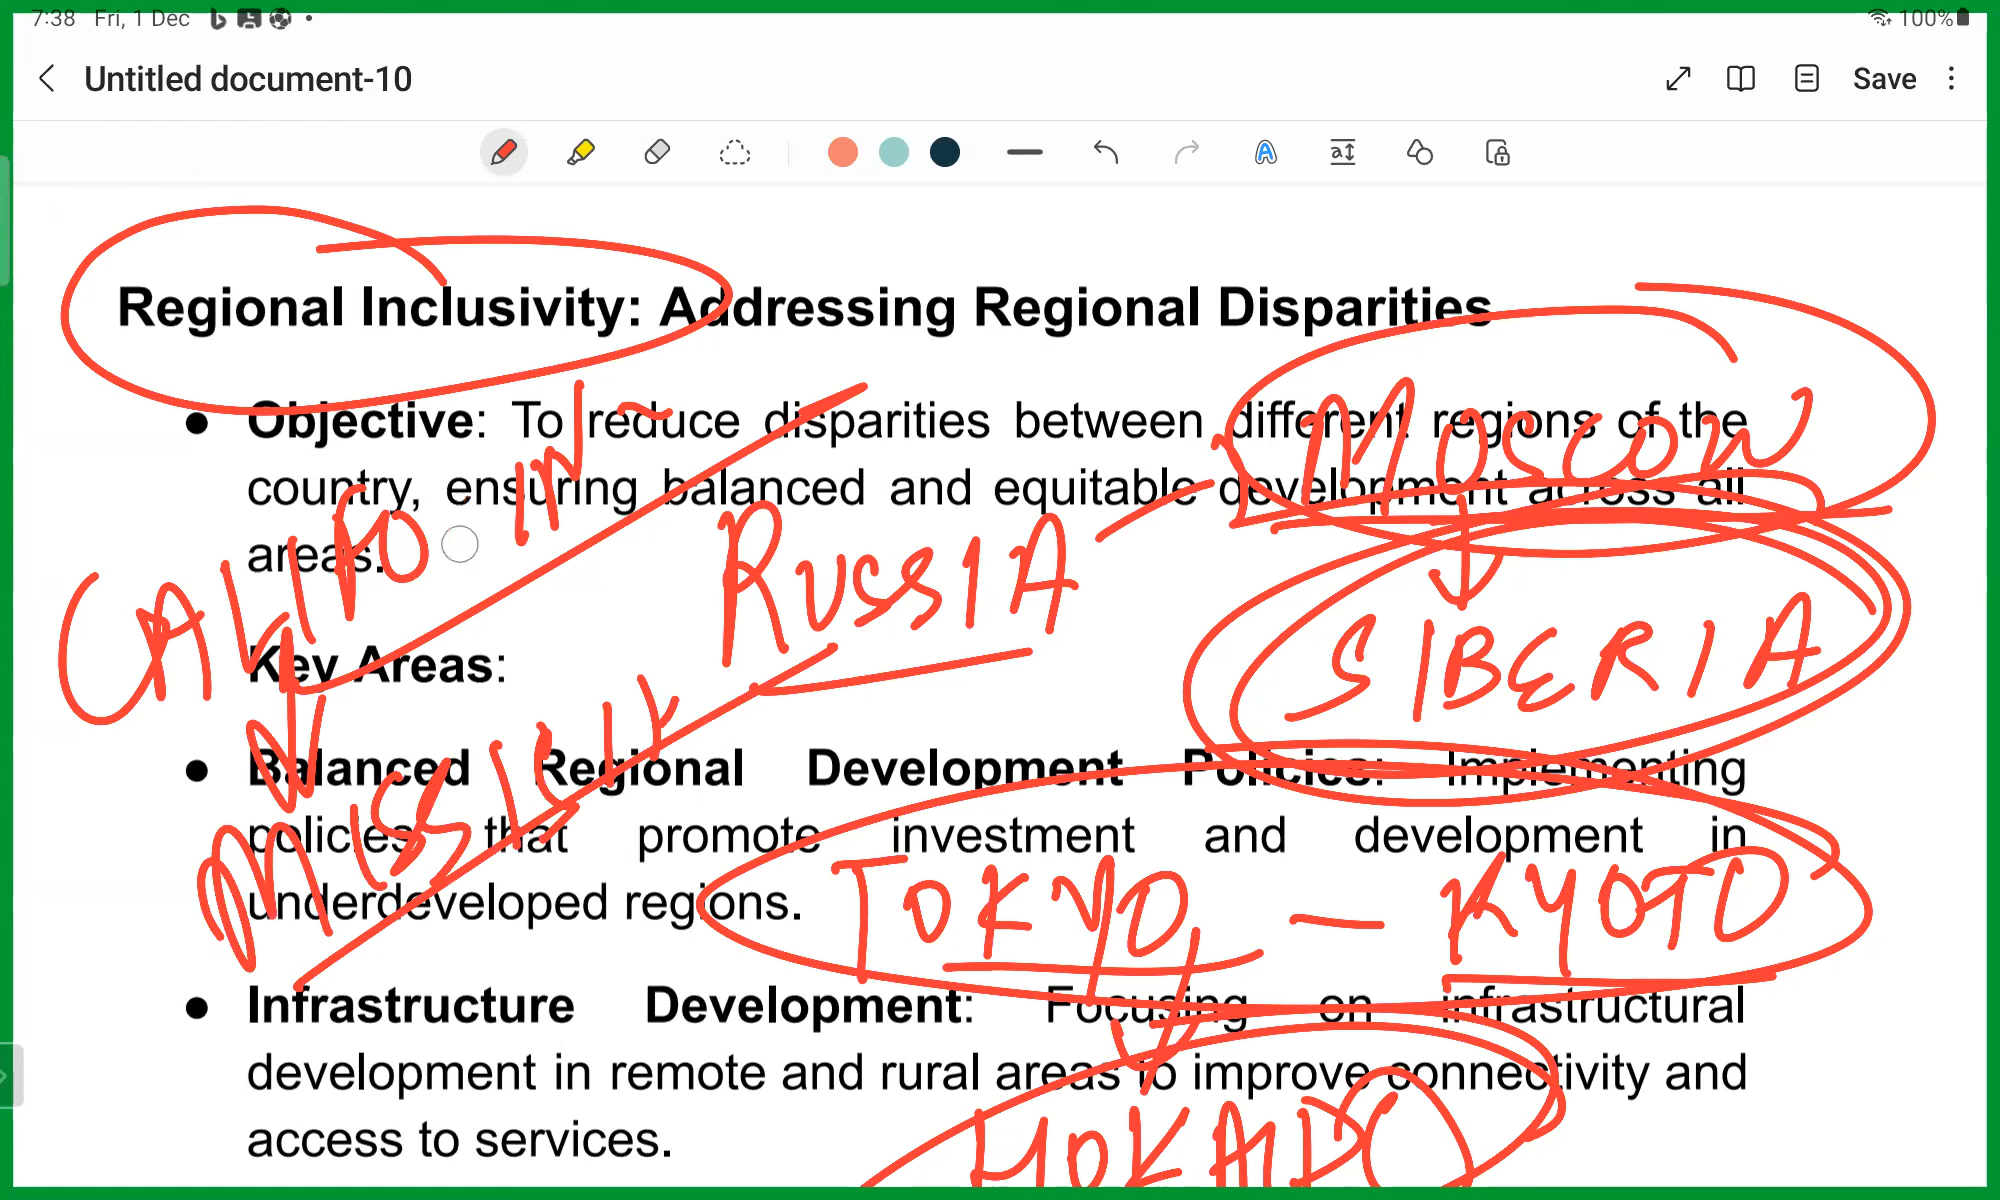 7:38 Fri, 1 Dec
100%
Untitled document-10
Save
Regional Inclusivity: Addressing Regional Disparities
● Objective: To reduce disparities between different regions of the
country, ensuring balanced and equitable development across all
areas.
MOSCOW
CALIFO IN
RUSSIA
SIBERIA
Key Areas:
● Balanced Regional Development Policies: Implementing
policies that promote investment and development in
underdeveloped regions.
TOKYO — KYOTO
● Infrastructure Development: Focusing on infrastructural
development in remote and rural areas to improve connectivity and
access to services.
HOKAIDO